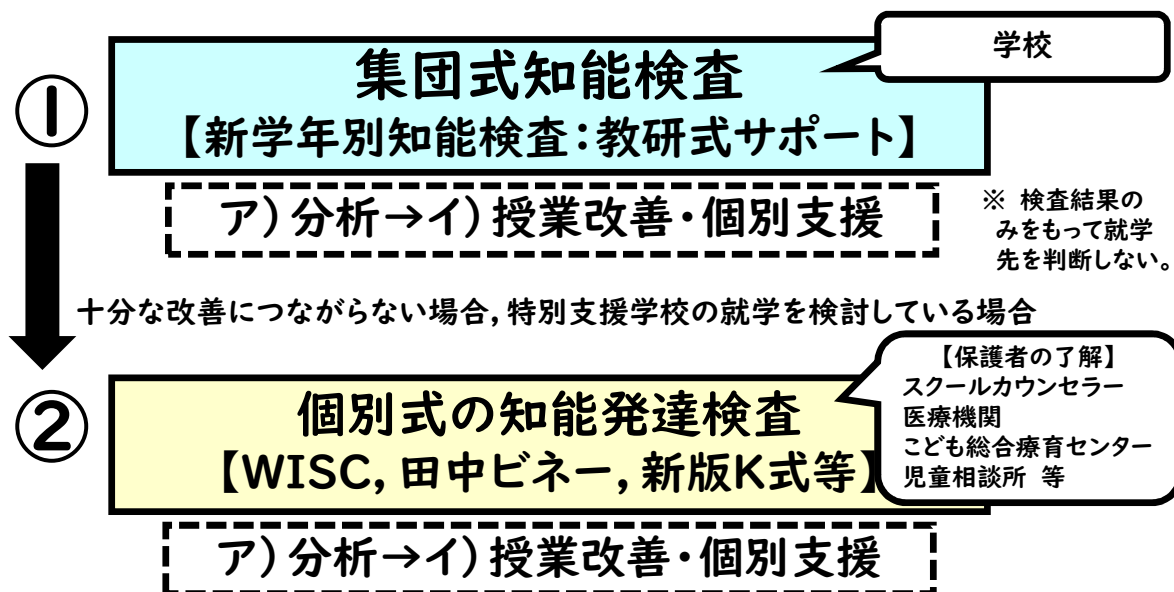 学校
①
集団式知能検査
【新学年別知能検査：教研式サポート】
ア）分析→イ）授業改善・個別支援
※ 検査結果の
みをもって就学
先を判断しない。
十分な改善につながらない場合，特別支援学校の就学を検討している場合
②
個別式の知能発達検査
【WISC，田中ビネー，新版K式等】
【保護者の了解】
スクールカウンセラー
医療機関
こども総合療育センター
児童相談所 等
ア）分析→イ）授業改善・個別支援